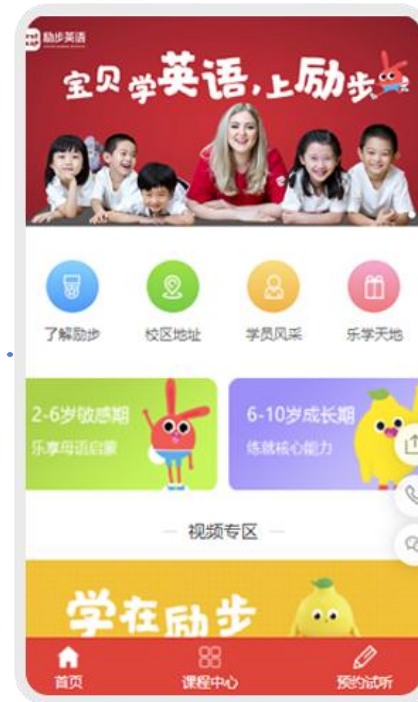 励步英语
宝贝学英语,上励步
了解励步
校区地址
学员风采
乐学天地
2-6岁敏感期
乐享母语启蒙
6-10岁成长期
练就核心能力
视频专区
学在励步
首页
课程中心
预约试听